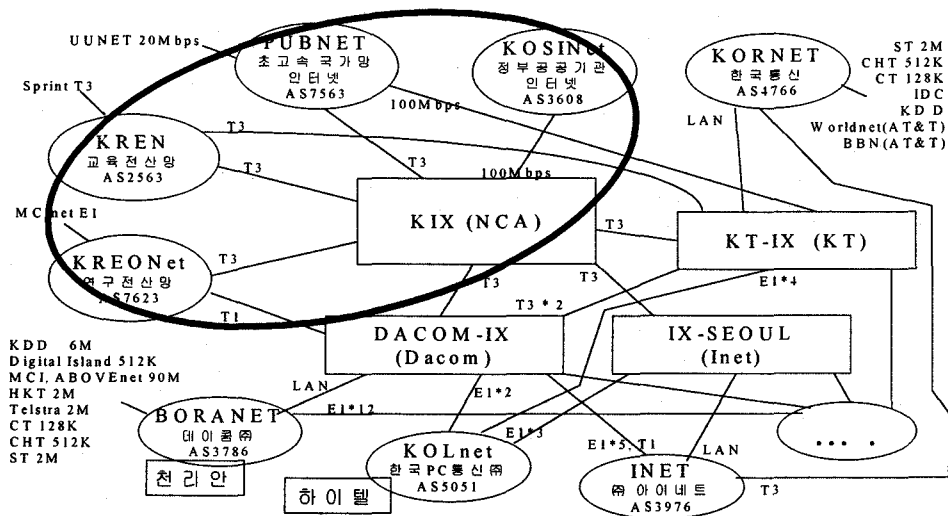 UUNET 20Mbps
PUBNET
초고속 국가망
인터넷
AS7563
KOSINet
정부공공기관
인터넷
AS3608
KORNET
한국통신
AS4766
ST 2M
CHT 512K
CT 128K
IDC
KDD
Worldnet(AT&T)
BBN(AT&T)
Sprint T3
KREN
교육전산망
AS2563
T3
T3
T3
100Mbps
100Mbps
LAN
MCInet E1
KREONet
연구전산망
AS7623
T3
T1
KIX (NCA)
T3
T3
T3
KT-IX (KT)
E1*4
T3 * 2
DACOM-IX
(Dacom)
IX-SEOUL
(Inet)
KDD 6M
Digital Island 512K
MCI, ABOVEnet 90M
HKT 2M
Telstra 2M
CT 128K
CHT 512K
ST 2M
LAN
E1*12
E1*2
E1*3
E1*5, T1
LAN
T3
BORANET
데이콤㈜
AS3786
천리안
KOLnet
한국PC통신㈜
AS5051
하이텔
INET
㈜아이네트
AS3976
....